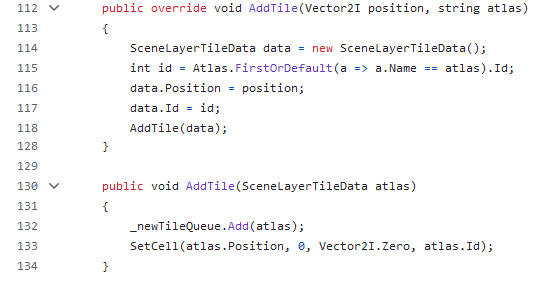 112 public override void AddTile(Vector2I position, string atlas)
113 {
114 SceneLayerTileData data = new SceneLayerTileData();
115 int id = Atlas.FirstOrDefault(a => a.Name == atlas).Id;
116 data.Position = position;
117 data.Id = id;
118 AddTile(data);
128 }
129
130 public void AddTile(SceneLayerTileData atlas)
131 {
132 _newTileQueue.Add(atlas);
133 SetCell(atlas.Position, 0, Vector2I.Zero, atlas.Id);
134 }